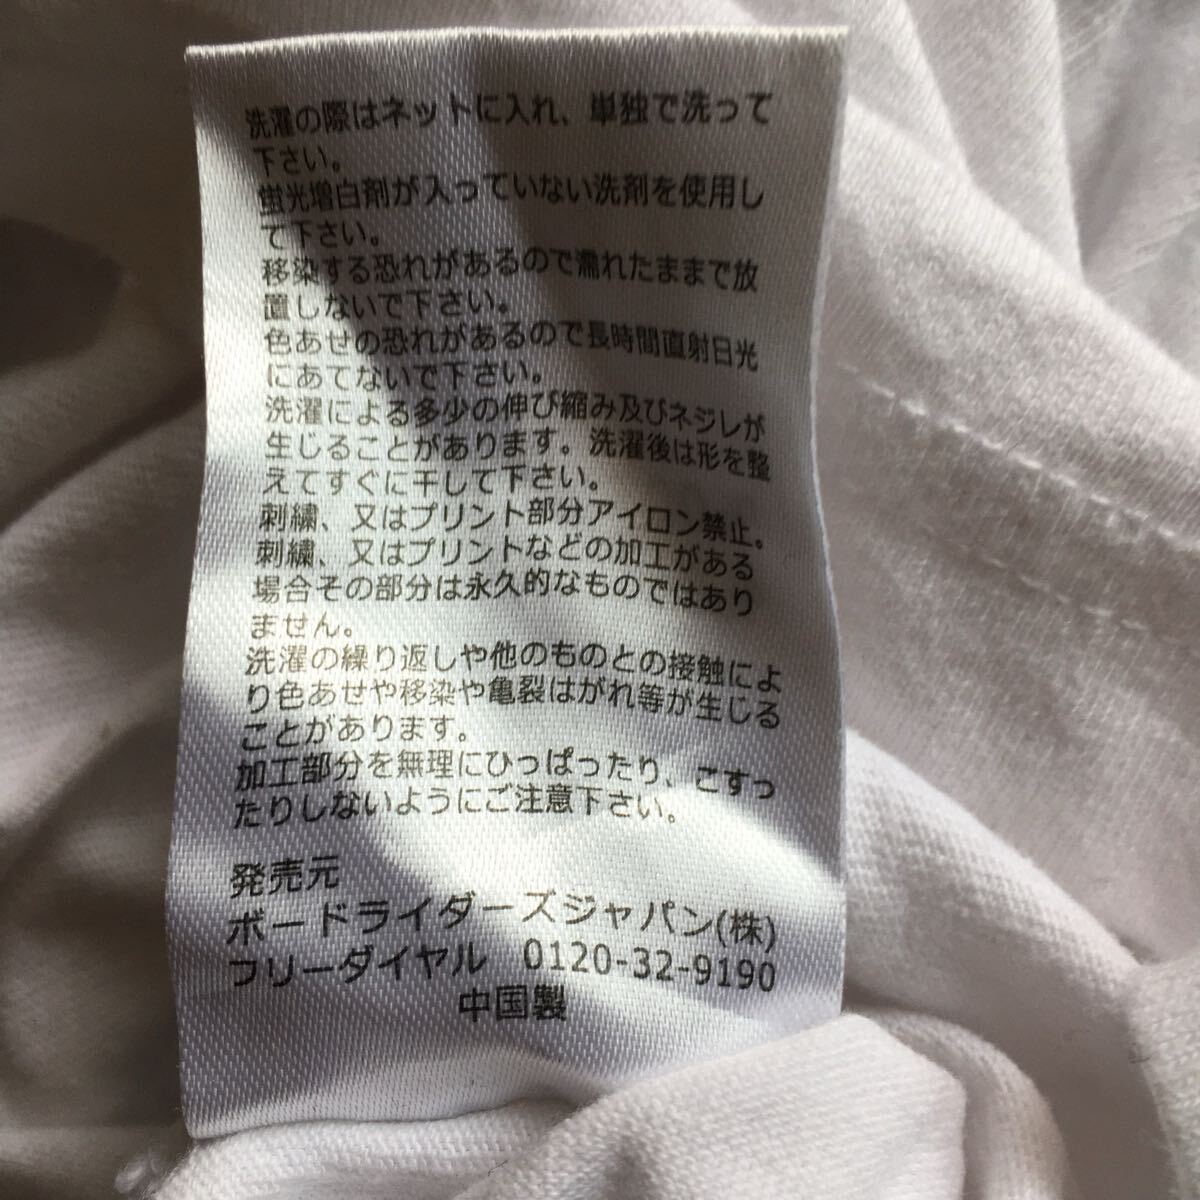 洗濯の際はネットに入れ、単独で洗って
下さい。
蛍光増白剤が入っていない洗剤を使用し
て下さい。
移染する恐れがあるので濡れたままで放
置しないで下さい。
色あせの恐れがあるので長時間直射日光
にあてないで下さい。
洗濯による多少の伸び縮み及びネジレが
生じることがあります。洗濯後は形を整
えてすぐに干して下さい。
刺繍、又はプリント部分アイロン禁止。
刺繍、又はプリントなどの加工がある
場合その部分は永久的なものではあり
ません。
洗濯の繰り返しや他のものとの接触によ
り色あせや移染や亀裂はがれ等が生じる
ことがあります。
加工部分を無理にひっぱったり、こすっ
たりしないようにご注意下さい。
発売元
ボードライダーズジャパン(株)
フリーダイヤル 0120-32-9190
中国製